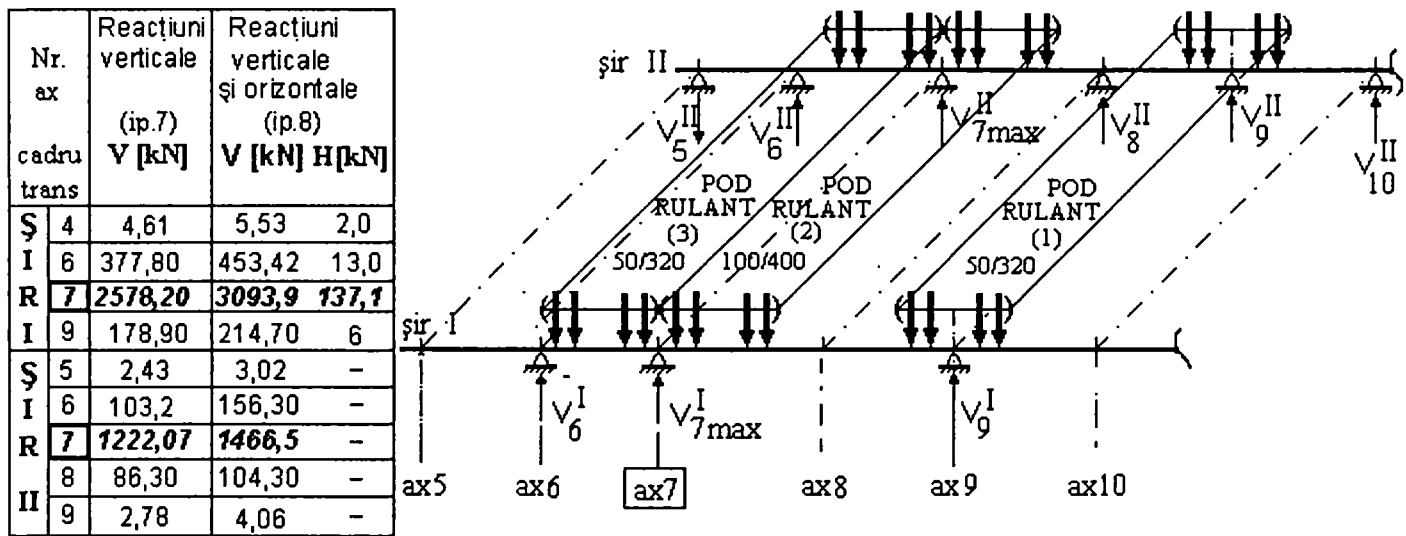 Nr. ax cadru trans
Reacțiuni verticale (ip.7) V [kN]
Reacțiuni verticale și orizontale (ip.8) V [kN] H[kN]
ȘIR I
4 4,61 5,53 2,0
6 377,80 453,42 13,0
7 2578,20 3093,9 137,1
9 178,90 214,70 6
ȘIR II
5 2,43 3,02 –
6 103,2 156,30 –
7 1222,07 1466,5 –
8 86,30 104,30 –
9 2,78 4,06 –
șir II
V5II V6II V7maxII V8II V9II V10II
POD RULANT (3) 50/320
POD RULANT (2) 100/400
POD RULANT (1) 50/320
șir I
V6I V7maxI V9I
ax5 ax6 ax7 ax8 ax9 ax10